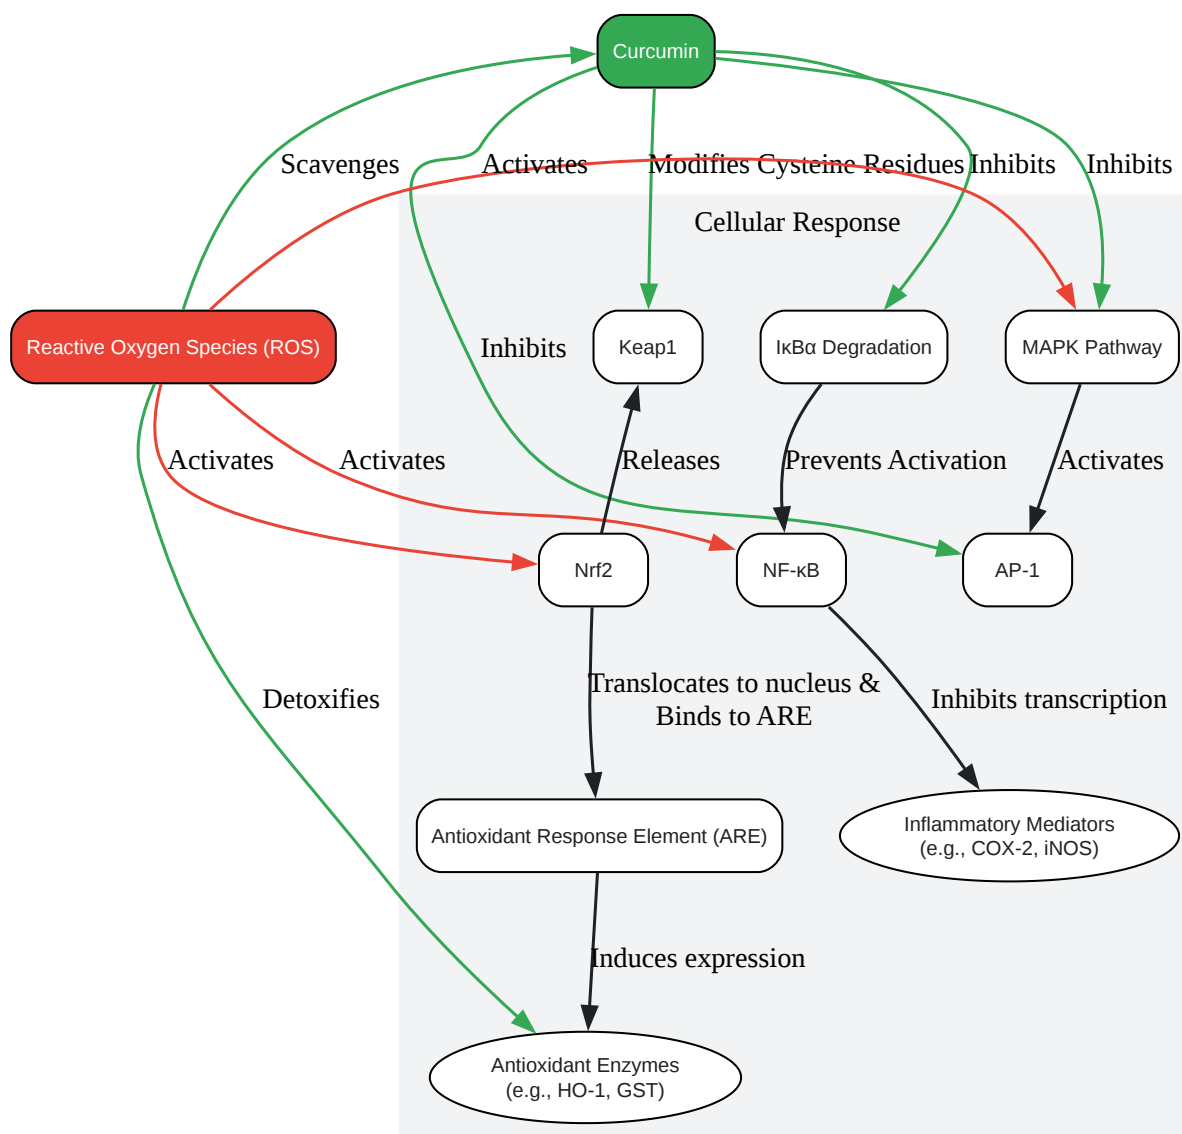 Curcumin
Scavenges
Activates
Modifies Cysteine Residues
Inhibits
Inhibits
Cellular Response
Reactive Oxygen Species (ROS)
Inhibits
Keap1
IκBα Degradation
MAPK Pathway
Activates
Activates
Releases
Prevents Activation
Activates
Nrf2
NF-κB
AP-1
Detoxifies
Translocates to nucleus &
Binds to ARE
Inhibits transcription
Antioxidant Response Element (ARE)
Inflammatory Mediators
(e.g., COX-2, iNOS)
Induces expression
Antioxidant Enzymes
(e.g., HO-1, GST)